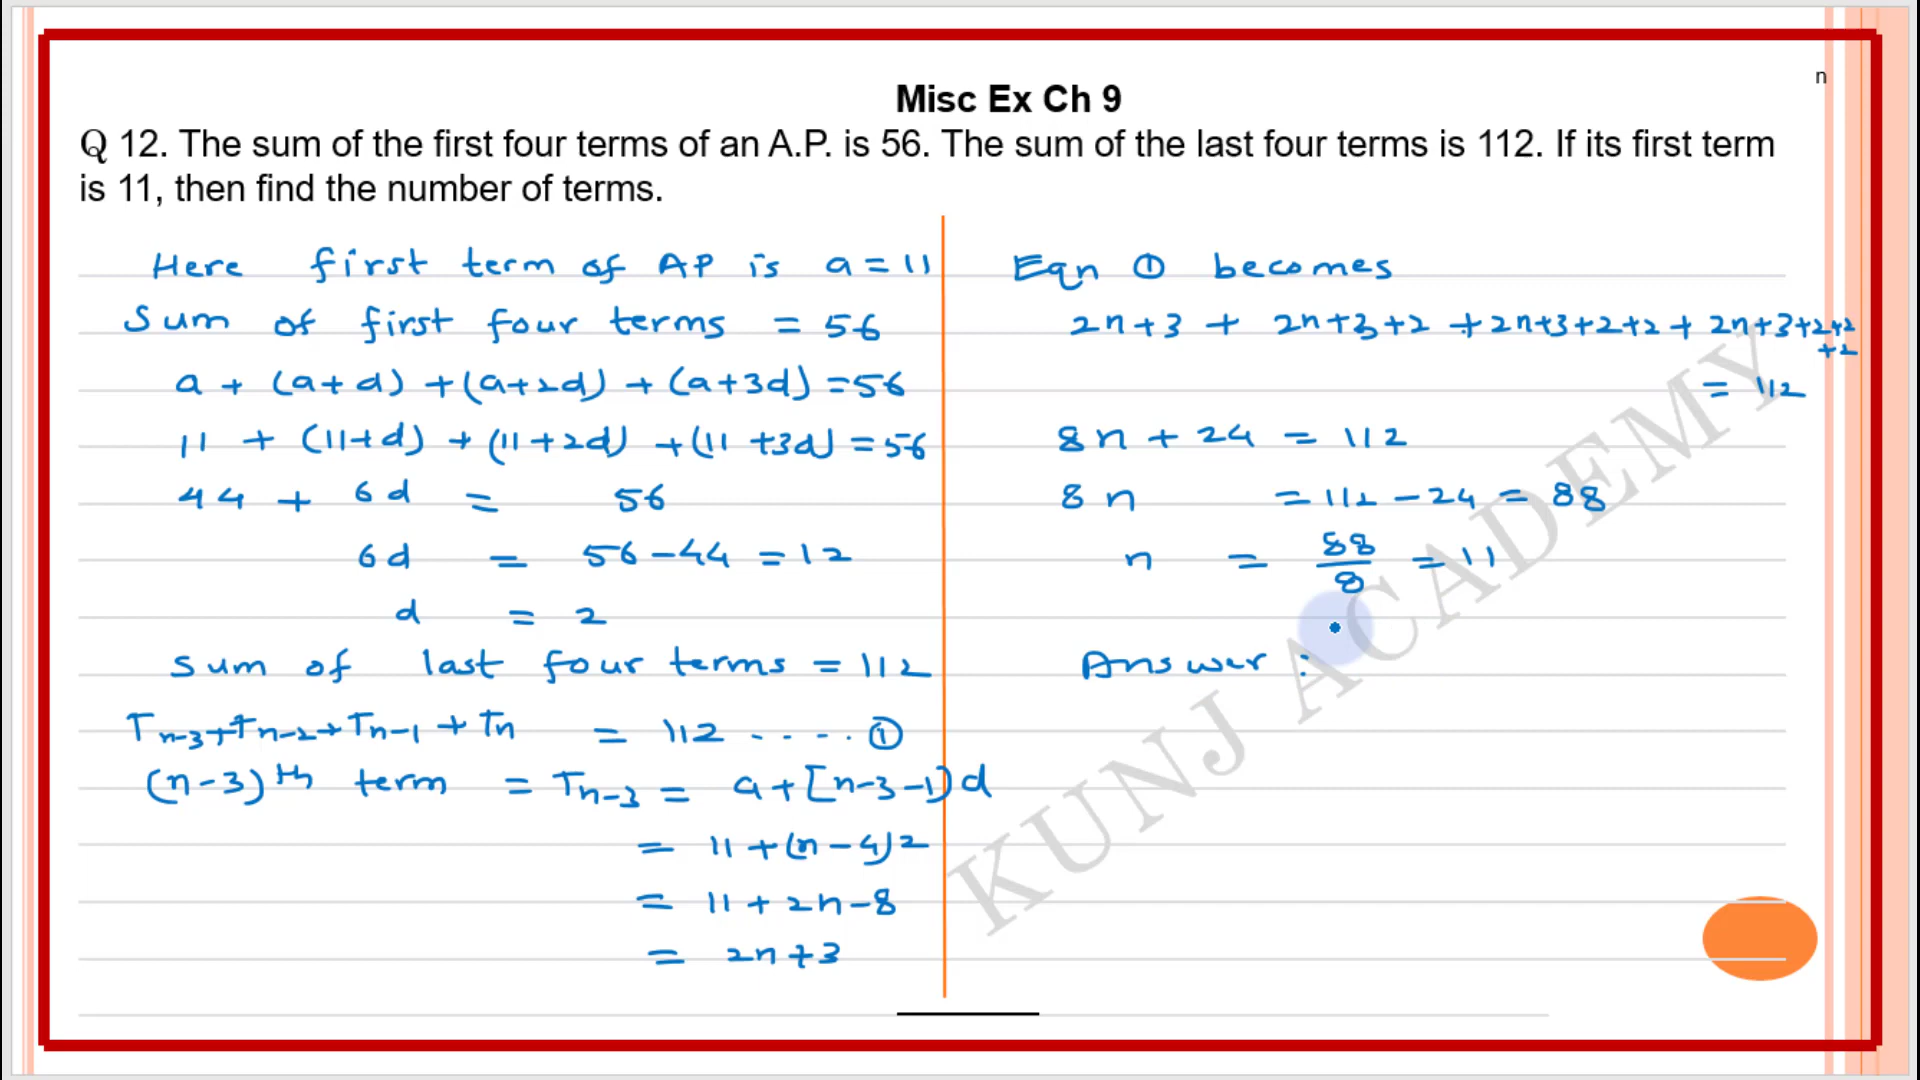 n
Misc Ex Ch 9
Q 12. The sum of the first four terms of an A.P. is 56. The sum of the last four terms is 112. If its first term
is 11, then find the number of terms.
Here first term of AP is a = 11
Sum of first four terms = 56
a + (a+d) + (a+2d) + (a+3d) = 56
11 + (11+d) + (11+2d) + (11+3d) = 56
44 + 6d = 56
6d = 56-44 = 12
d = 2
Sum of last four terms = 112
Tn-3+Tn-2+Tn-1 + Tn = 112 ..... ①
(n-3)th term = Tn-3 = a+[n-3-1)d
= 11+(n-4)2
= 11+2n-8
= 2n+3
Eqn ① becomes
2n+3 + 2n+3+2 + 2n+3+2+2 + 2n+3+2+2
+2
= 112
8n + 24 = 112
8n = 112-24 = 88
n = 88/8 = 11
Answer :
KUNJ ACADEMY